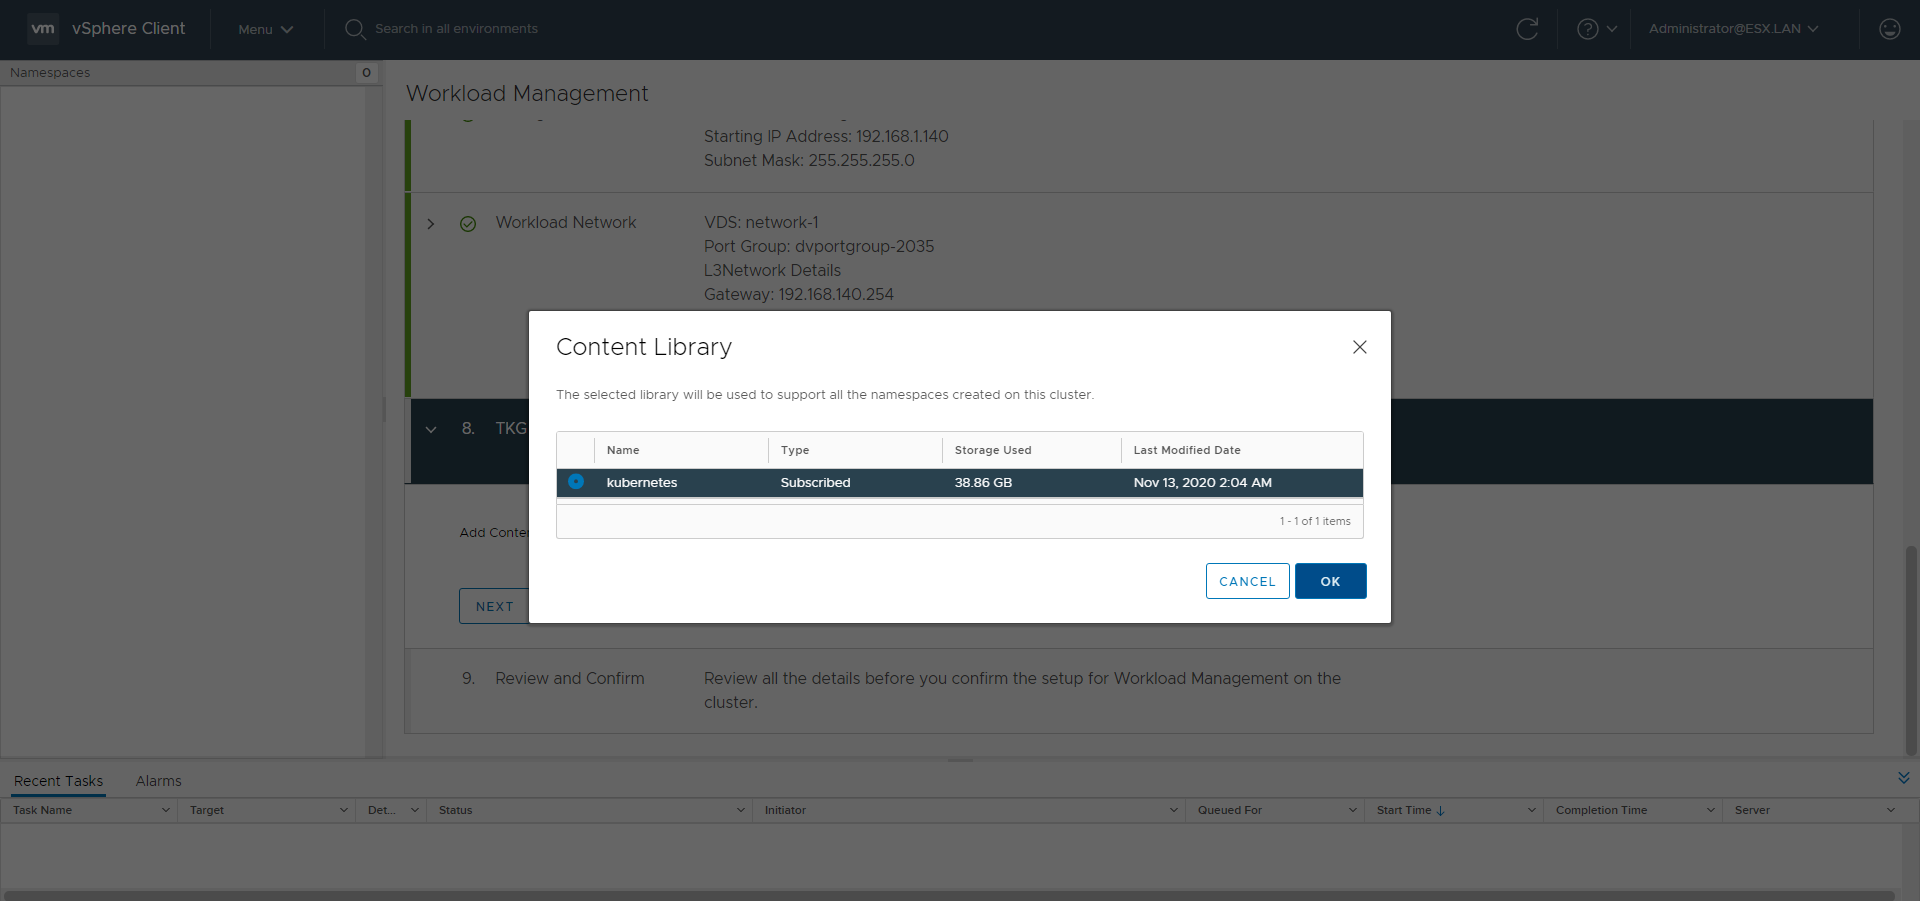 vm vSphere Client Menu Search in all environments ? Administrator@ESX.LAN
Namespaces 0
Workload Management
Starting IP Address: 192.168.1.140
Subnet Mask: 255.255.255.0
Workload Network
VDS: network-1
Port Group: dvportgroup-2035
L3Network Details
Gateway: 192.168.140.254
Content Library
The selected library will be used to support all the namespaces created on this cluster.
Name Type Storage Used Last Modified Date
kubernetes Subscribed 38.86 GB Nov 13, 2020 2:04 AM
1 - 1 of 1 items
CANCEL OK
8. TKG
Add Conte
NEXT
9. Review and Confirm
Review all the details before you confirm the setup for Workload Management on the
cluster.
Recent Tasks Alarms
Task Name Target Det... Status Initiator Queued For Start Time Completion Time Server